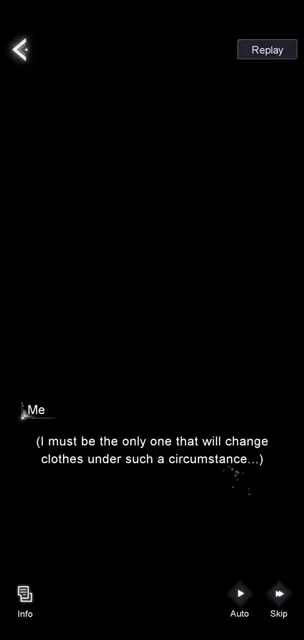 Replay
Me
(I must be the only one that will change
clothes under such a circumstance...)
Info
Auto
Skip